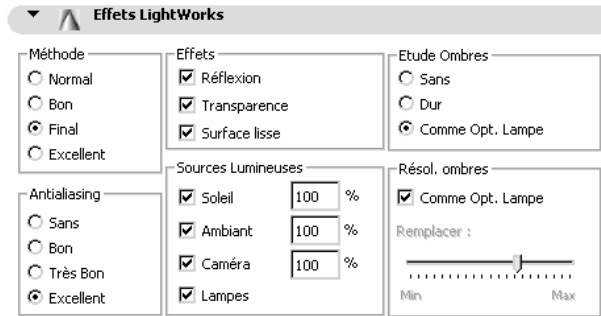 Effets LightWorks
Méthode
Normal
Bon
Final
Excellent
Antialiasing
Sans
Bon
Très Bon
Excellent
Effets
Réflexion
Transparence
Surface lisse
Sources Lumineuses
Soleil 100 %
Ambiant 100 %
Caméra 100 %
Lampes
Etude Ombres
Sans
Dur
Comme Opt. Lampe
Résol. ombres
Comme Opt. Lampe
Remplacer :
Min Max